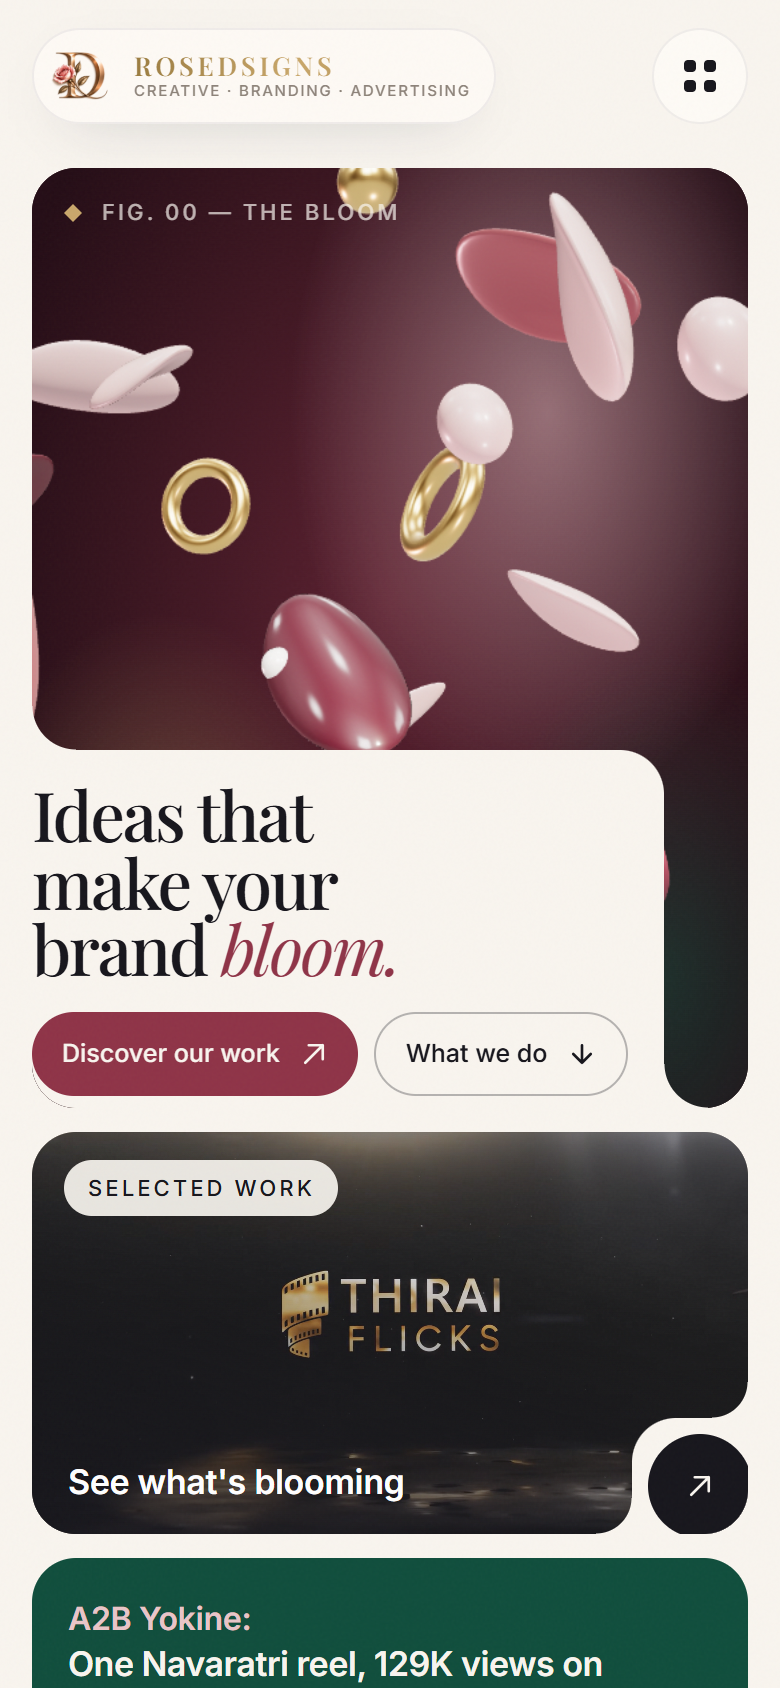 ROSEDSIGNS
CREATIVE · BRANDING · ADVERTISING
FIG. 00 — THE BLOOM
Ideas that
make your
brand bloom.
Discover our work
What we do
SELECTED WORK
THIRAI
FLICKS
See what's blooming
A2B Yokine:
One Navaratri reel, 129K views on